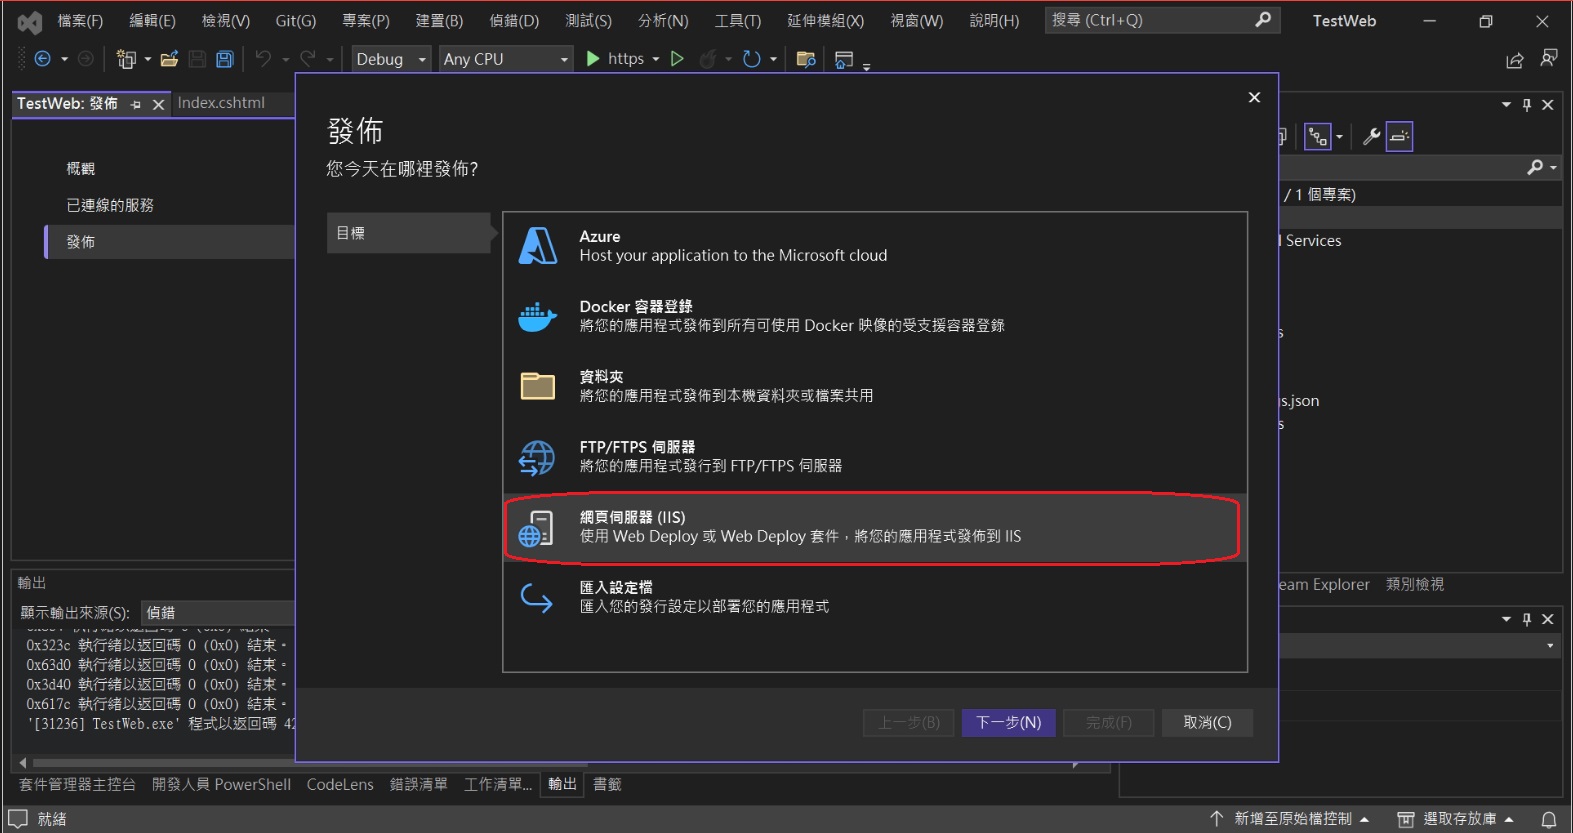 檔案(F) 編輯(E) 檢視(V) Git(G) 專案(P) 建置(B) 偵錯(D) 測試(S) 分析(N) 工具(T) 延伸模組(X) 視窗(W) 說明(H) 搜尋 (Ctrl+Q) TestWeb
Debug Any CPU https
TestWeb: 發佈 Index.cshtml
概觀
已連線的服務
發佈
發佈
您今天在哪裡發佈?
目標
Azure
Host your application to the Microsoft cloud
Docker 容器登錄
將您的應用程式發佈到所有可使用 Docker 映像的受支援容器登錄
資料夾
將您的應用程式發佈到本機資料夾或檔案共用
FTP/FTPS 伺服器
將您的應用程式發行到 FTP/FTPS 伺服器
網頁伺服器 (IIS)
使用 Web Deploy 或 Web Deploy 套件，將您的應用程式發佈到 IIS
匯入設定檔
匯入您的發行設定以部署您的應用程式
上一步(B) 下一步(N) 完成(F) 取消(C)
/ 1 個專案)
Services
s.json
eam Explorer 類別檢視
輸出
顯示輸出來源(S): 偵錯
0x323c 執行緒以返回碼 0 (0x0) 結束。
0x63d0 執行緒以返回碼 0 (0x0) 結束。
0x3d40 執行緒以返回碼 0 (0x0) 結束。
0x617c 執行緒以返回碼 0 (0x0) 結束。
'[31236] TestWeb.exe' 程式以返回碼 42
套件管理器主控台 開發人員 PowerShell CodeLens 錯誤清單 工作清單... 輸出 書籤
就緒 新增至原始檔控制 選取存放庫